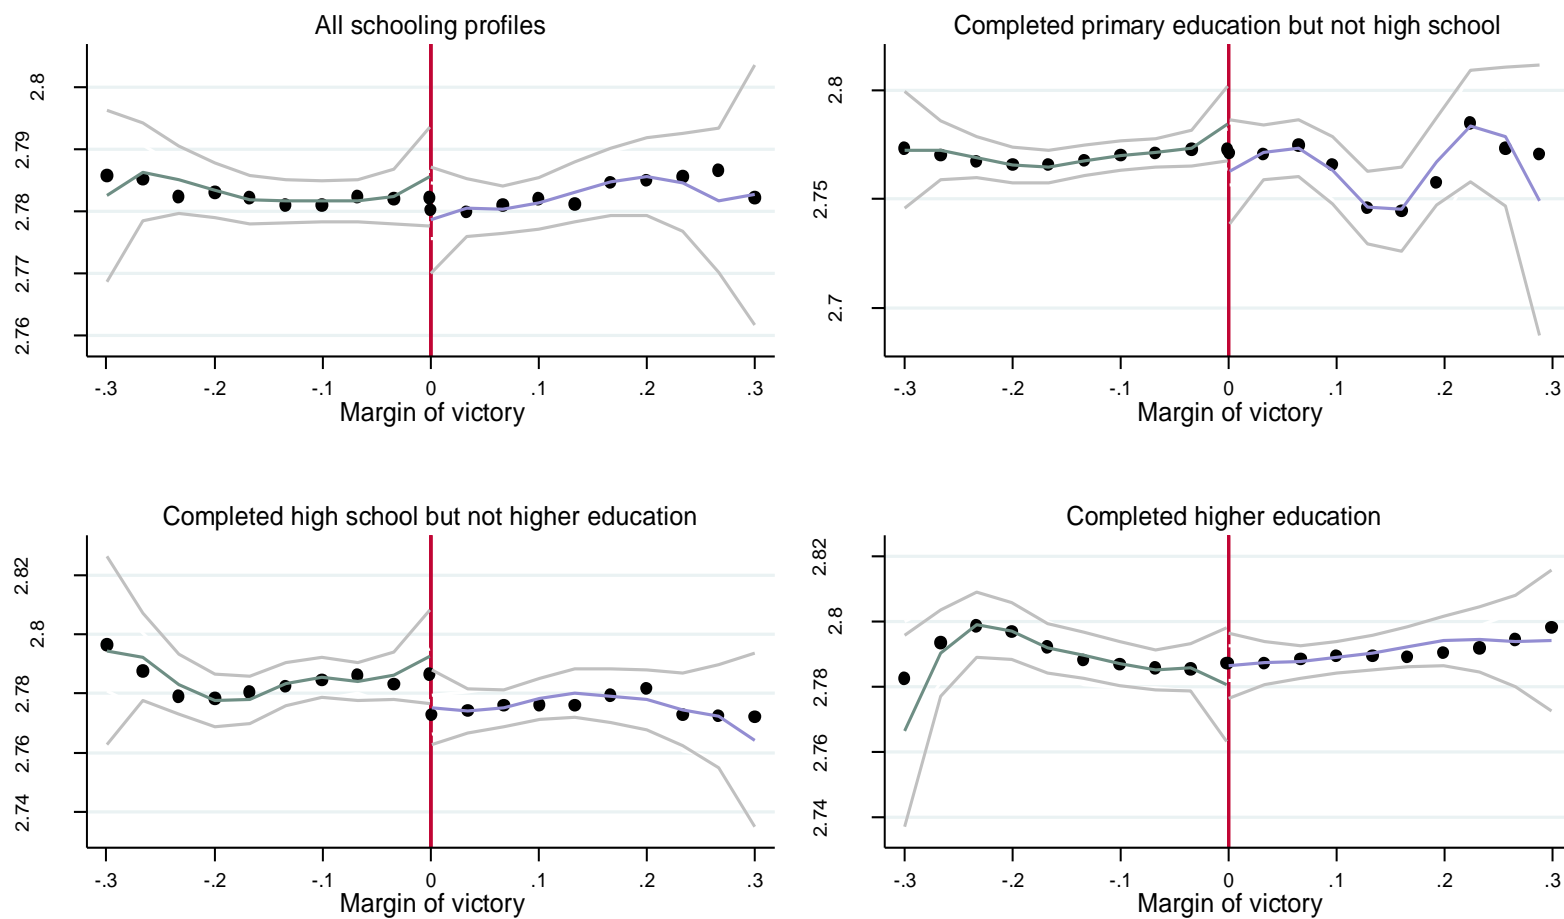 All schooling profiles
2.8
2.79
2.78
2.77
2.76
-.3 -.2 -.1 0 .1 .2 .3
Margin of victory
Completed primary education but not high school
2.8
2.75
2.7
-.3 -.2 -.1 0 .1 .2 .3
Margin of victory
Completed high school but not higher education
2.82
2.8
2.78
2.76
2.74
-.3 -.2 -.1 0 .1 .2 .3
Margin of victory
Completed higher education
2.82
2.8
2.78
2.76
2.74
-.3 -.2 -.1 0 .1 .2 .3
Margin of victory